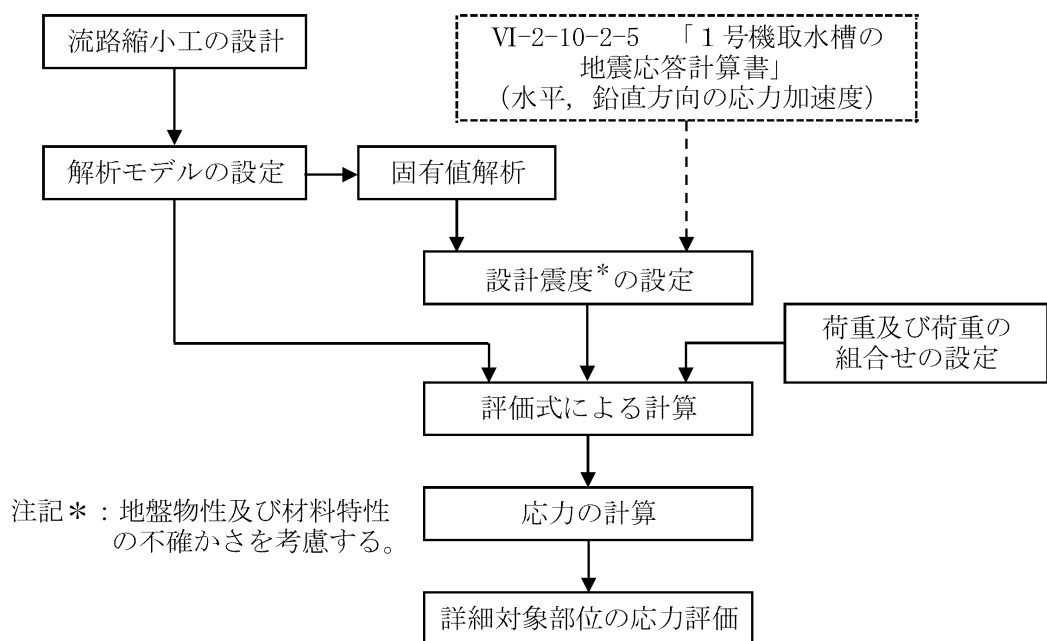 流路縮小工の設計
Ⅵ-2-10-2-5 「1号機取水槽の
地震応答計算書」
（水平，鉛直方向の応力加速度）
解析モデルの設定
固有値解析
設計震度*の設定
荷重及び荷重の
組合せの設定
評価式による計算
注記＊：地盤物性及び材料特性
の不確かさを考慮する。
応力の計算
詳細対象部位の応力評価